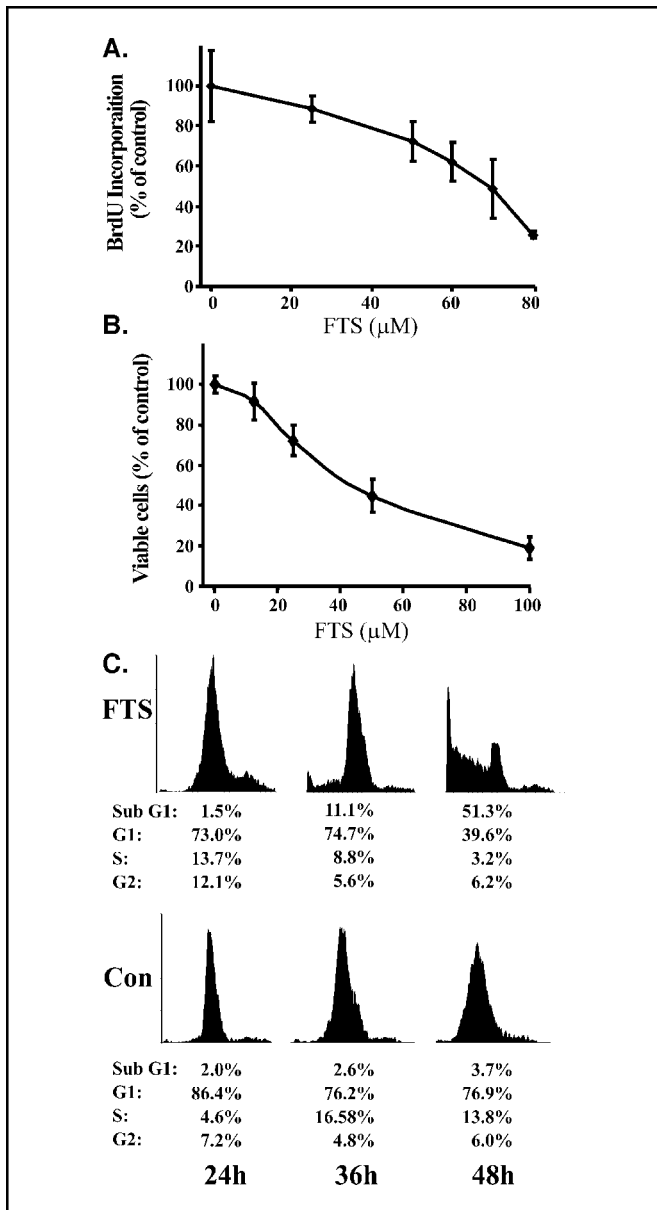 A.
BrdU Incorporaition
(% of control)
100
80
60
40
20
0
0 20 40 60 80
FTS (µM)
B.
Viable cells (% of control)
100
80
60
40
20
0
0 20 40 60 80 100
FTS (µM)
C.
FTS
Sub G1: 1.5% 11.1% 51.3%
G1: 73.0% 74.7% 39.6%
S: 13.7% 8.8% 3.2%
G2: 12.1% 5.6% 6.2%
Con
Sub G1: 2.0% 2.6% 3.7%
G1: 86.4% 76.2% 76.9%
S: 4.6% 16.58% 13.8%
G2: 7.2% 4.8% 6.0%
24h 36h 48h